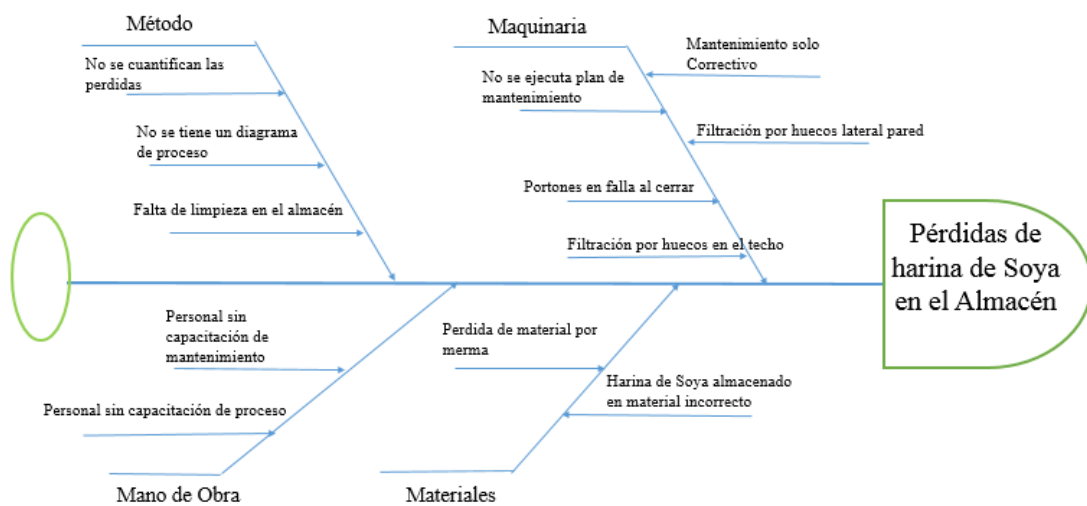 Método
No se cuantifican las
perdidas
No se tiene un diagrama
de proceso
Falta de limpieza en el almacén
Maquinaria
Mantenimiento solo
Correctivo
No se ejecuta plan de
mantenimiento
Filtración por huecos lateral pared
Portones en falla al cerrar
Filtración por huecos en el techo
Pérdidas de
harina de Soya
en el Almacén
Personal sin
capacitación de
mantenimiento
Personal sin capacitación de proceso
Mano de Obra
Perdida de material por
merma
Harina de Soya almacenado
en material incorrecto
Materiales